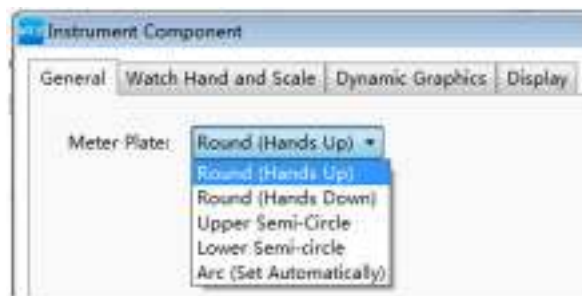 Instrument Component
General Watch Hand and Scale Dynamic Graphics Display
Meter Plate: Round (Hands Up)
Round (Hands Up)
Round (Hands Down)
Upper Semi-Circle
Lower Semi-circle
Arc (Set Automatically)